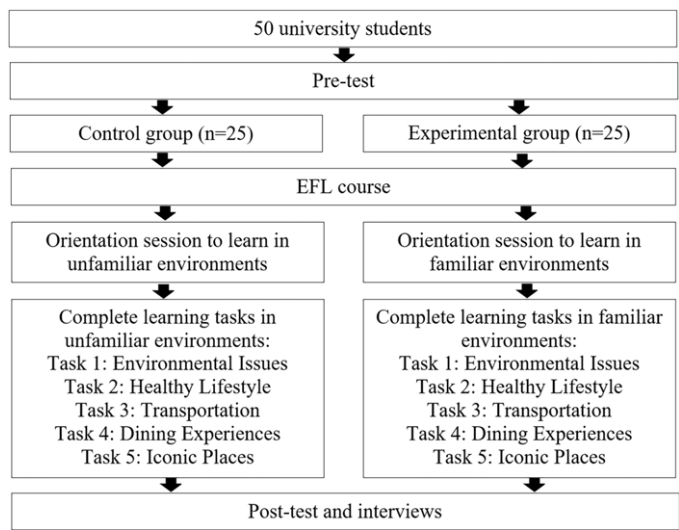 50 university students
Pre-test
Control group (n=25)
Experimental group (n=25)
EFL course
Orientation session to learn in
unfamiliar environments
Orientation session to learn in
familiar environments
Complete learning tasks in
unfamiliar environments:
Task 1: Environmental Issues
Task 2: Healthy Lifestyle
Task 3: Transportation
Task 4: Dining Experiences
Task 5: Iconic Places
Complete learning tasks in familiar
environments:
Task 1: Environmental Issues
Task 2: Healthy Lifestyle
Task 3: Transportation
Task 4: Dining Experiences
Task 5: Iconic Places
Post-test and interviews